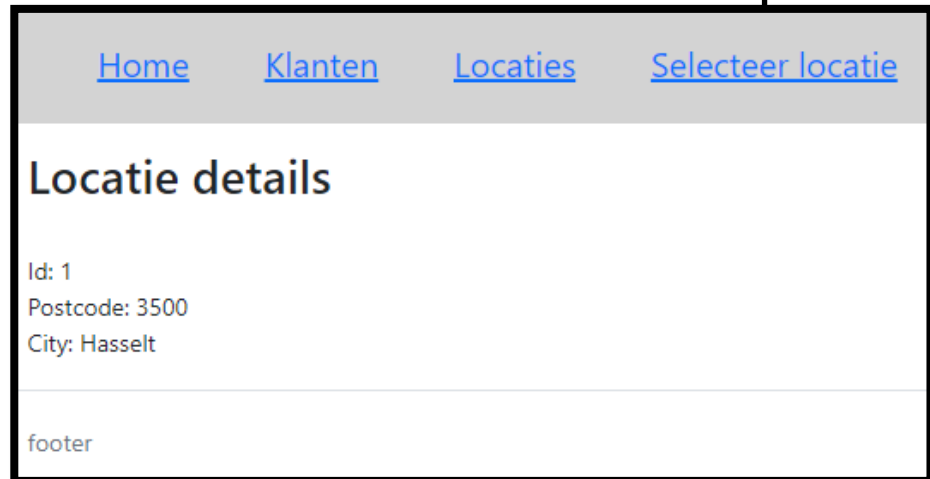 Home Klanten Locaties Selecteer locatie
Locatie details
Id: 1
Postcode: 3500
City: Hasselt
footer